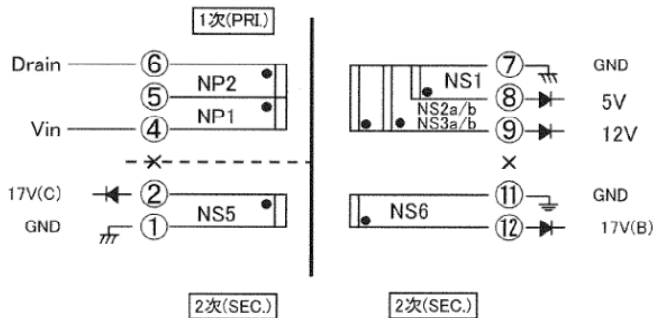 1次(PRI.)
Drain ⑥ NP2
⑤
Vin ④ NP1
② 17V(C)
① GND
NS5
2次(SEC.)
⑦ NS1 GND
⑧ 5V
NS2a/b
NS3a/b
⑨ 12V
⑪ GND
NS6
⑫ 17V(B)
2次(SEC.)